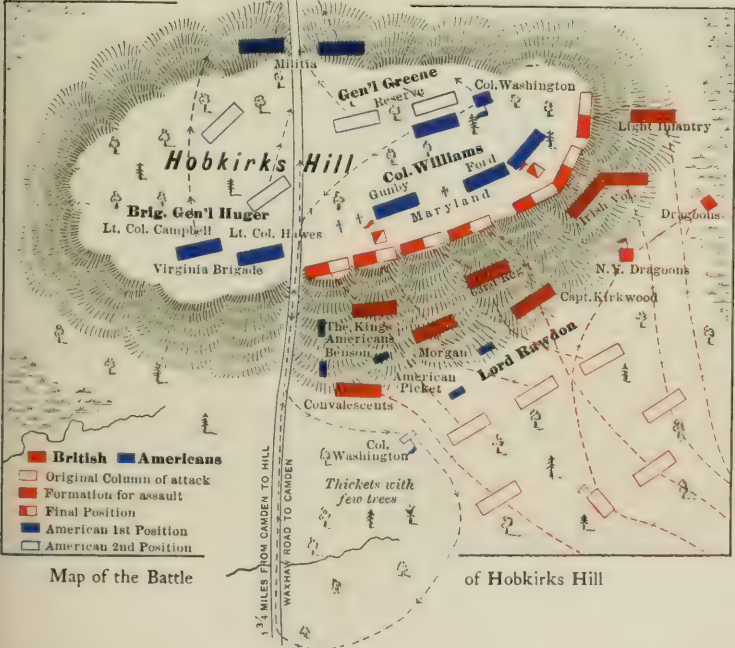 Militia
Gen'l Greene
Reserve
Col. Washington
Light Infantry
Hobkirks Hill
Col. Williams
Ford
Gunby
Maryland
Irish Vol.
Dragoons
Brig. Gen'l Huger
Lt. Col. Campbell
Lt. Col. Hawes
Virginia Brigade
N.Y. Dragoons
Capt. Kirkwood
The Kings
Americans
Benson
Morgan
Lord Rawdon
American
Picket
Convalescents
Col.
Washington
Thickets with
few trees
British Americans
Original Column of attack
Formation for assault
Final Position
American 1st Position
American 2nd Position
1 3/4 MILES FROM CAMDEN TO HILL
WAXHAW ROAD TO CAMDEN
Map of the Battle of Hobkirks Hill